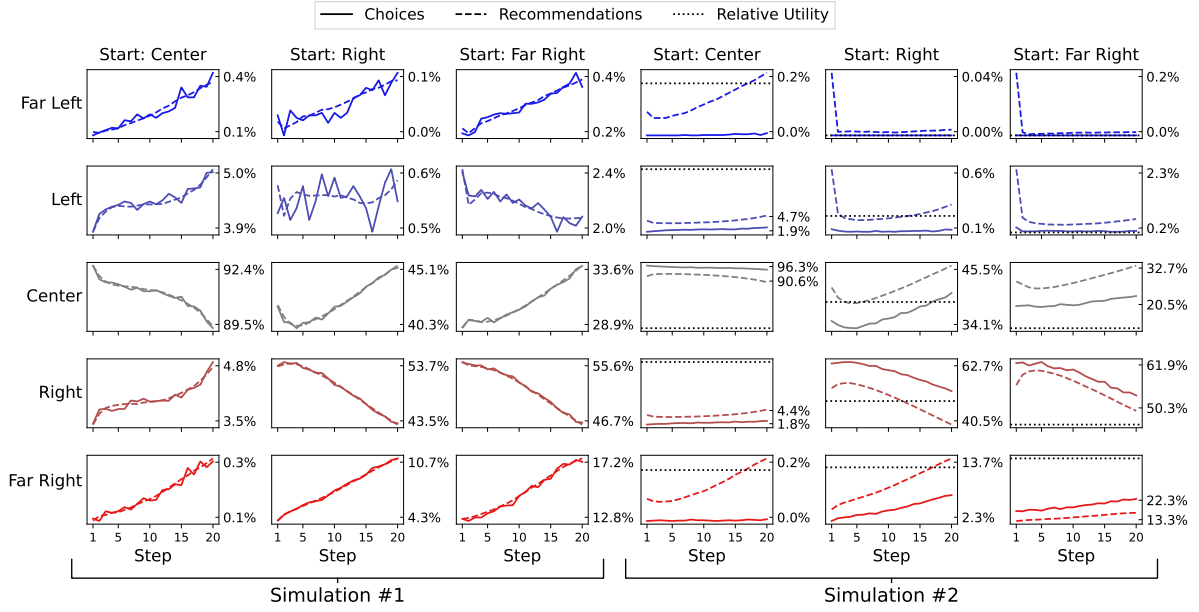 Choices Recommendations Relative Utility
Start: Center Start: Right Start: Far Right Start: Center Start: Right Start: Far Right
Far Left
0.4% 0.1% 0.4% 0.2% 0.04% 0.2%
0.1% 0.0% 0.2% 0.0% 0.00% 0.0%
Left
5.0% 0.6% 2.4% 4.7% 0.6% 2.3%
3.9% 0.5% 2.0% 1.9% 0.1% 0.2%
Center
92.4% 45.1% 33.6% 96.3% 45.5% 32.7%
89.5% 40.3% 28.9% 90.6% 34.1% 20.5%
Right
4.8% 53.7% 55.6% 4.4% 62.7% 61.9%
3.5% 43.5% 46.7% 1.8% 40.5% 50.3%
Far Right
0.3% 10.7% 17.2% 0.2% 13.7% 22.3%
0.1% 4.3% 12.8% 0.0% 2.3% 13.3%
1 5 10 15 20 1 5 10 15 20 1 5 10 15 20 1 5 10 15 20 1 5 10 15 20 1 5 10 15 20
Step Step Step Step Step Step
Simulation #1 Simulation #2